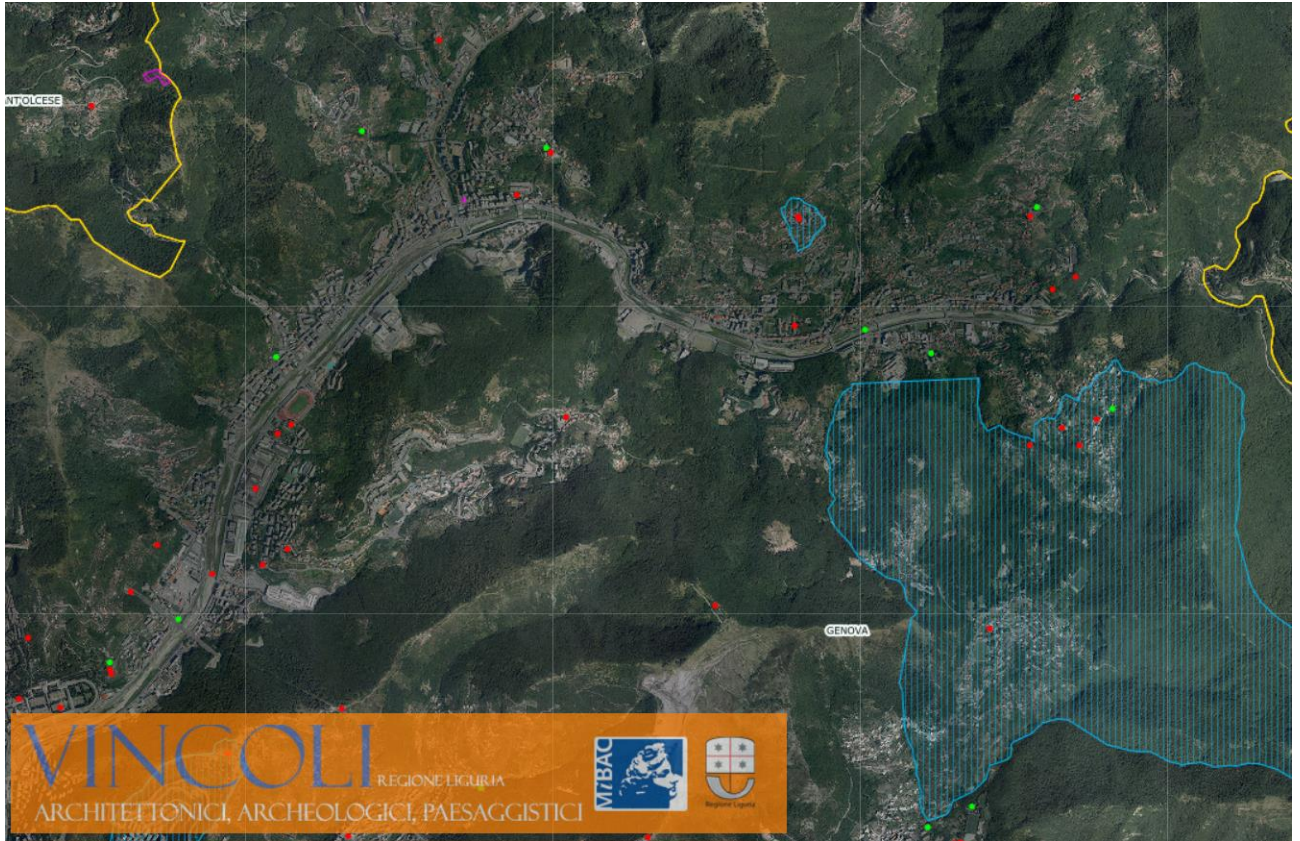 NT'OLCESE
GENOVA
VINCOLI REGIONE LIGURIA
ARCHITETTONICI, ARCHEOLOGICI, PAESAGGISTICI
MiBAC
Regione Liguria